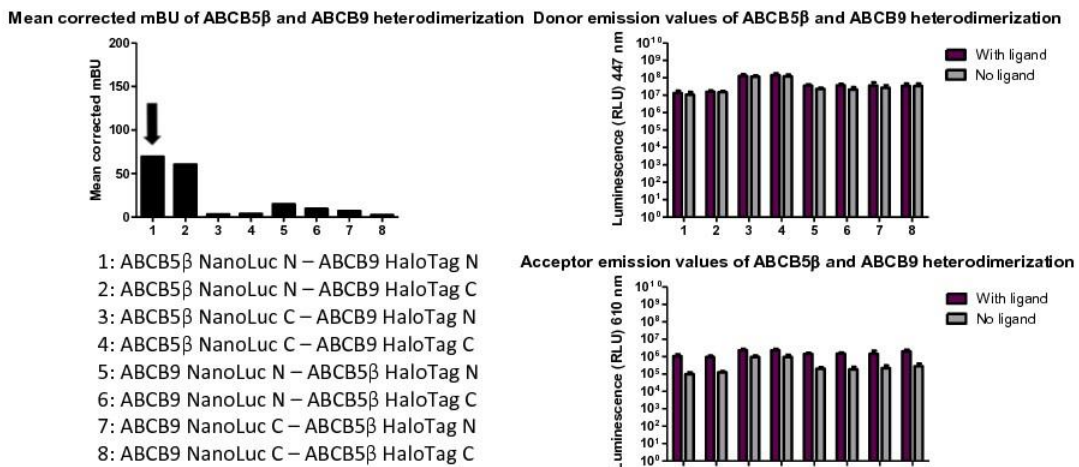 Mean corrected mBU of ABCB5β and ABCB9 heterodimerization
Mean corrected mBU
200
150
100
50
0
1 2 3 4 5 6 7 8
1: ABCB5β NanoLuc N – ABCB9 HaloTag N
2: ABCB5β NanoLuc N – ABCB9 HaloTag C
3: ABCB5β NanoLuc C – ABCB9 HaloTag N
4: ABCB5β NanoLuc C – ABCB9 HaloTag C
5: ABCB9 NanoLuc N – ABCB5β HaloTag N
6: ABCB9 NanoLuc N – ABCB5β HaloTag C
7: ABCB9 NanoLuc C – ABCB5β HaloTag N
8: ABCB9 NanoLuc C – ABCB5β HaloTag C
Donor emission values of ABCB5β and ABCB9 heterodimerization
Luminescence (RLU) 447 nm
10¹⁰
10⁹
10⁸
10⁷
10⁶
10⁵
10⁴
10³
10²
10¹
10⁰
1 2 3 4 5 6 7 8
With ligand
No ligand
Acceptor emission values of ABCB5β and ABCB9 heterodimerization
Luminescence (RLU) 610 nm
10¹⁰
10⁹
10⁸
10⁷
10⁶
10⁵
10⁴
10³
10²
10¹
10⁰
With ligand
No ligand